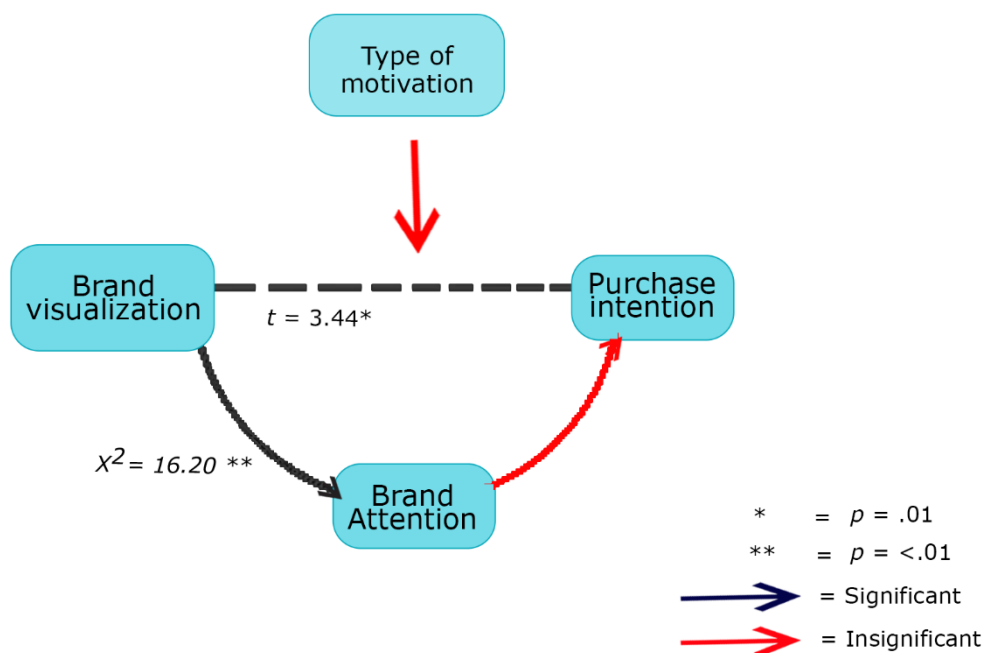 Type of
motivation
Brand
visualization
Purchase
intention
t = 3.44*
X² = 16.20 **
Brand
Attention
* = p = .01
** = p = <.01
= Significant
= Insignificant